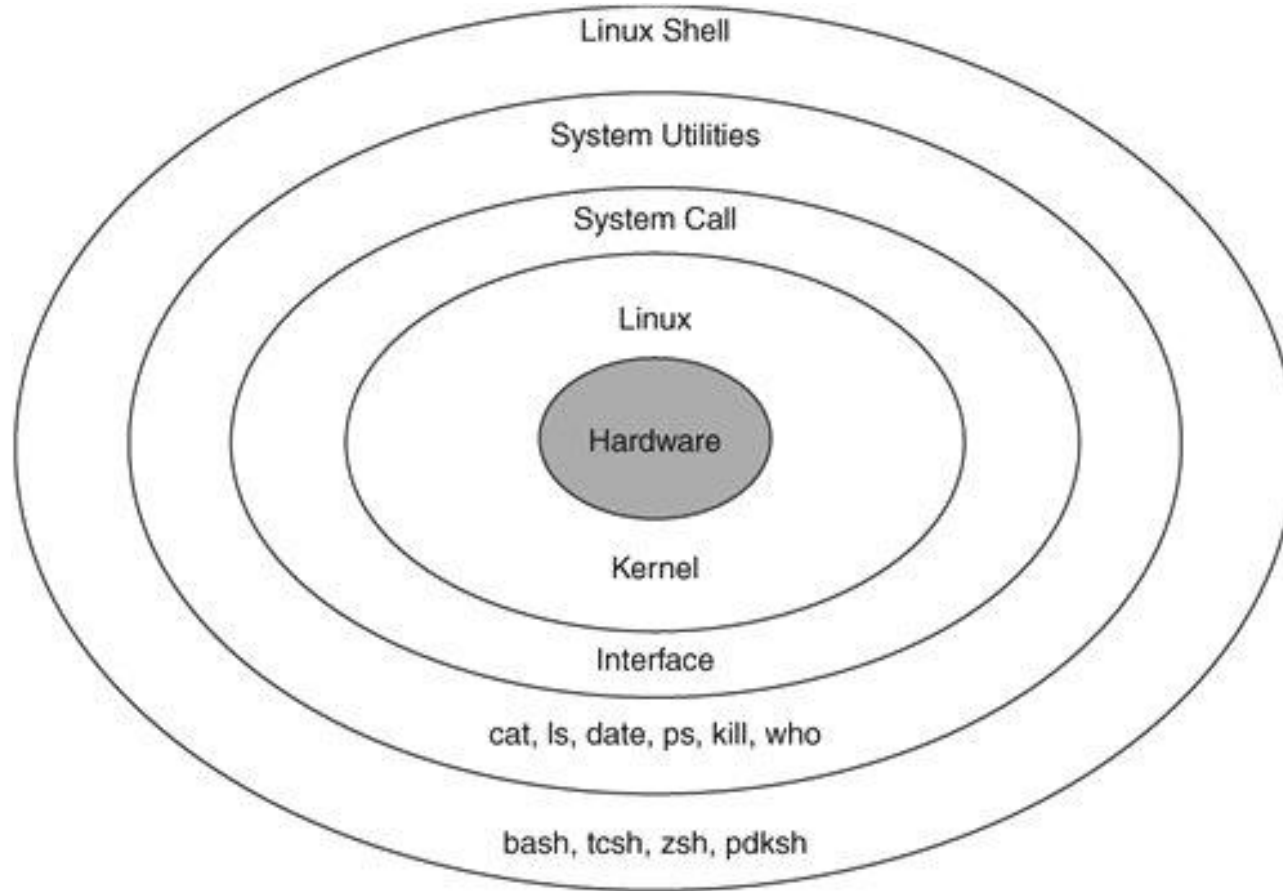 Linux Shell
System Utilities
System Call
Linux
Hardware
Kernel
Interface
cat, ls, date, ps, kill, who
bash, tcsh, zsh, pdksh